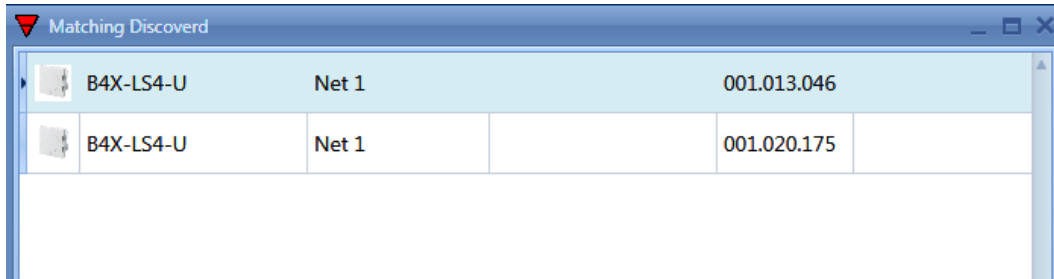 Matching Discoverd
B4X-LS4-U Net 1 001.013.046
B4X-LS4-U Net 1 001.020.175